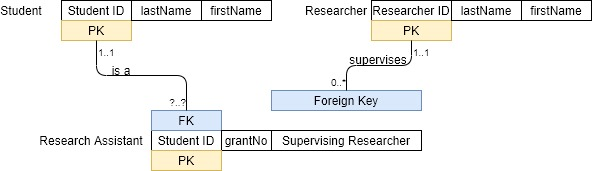 Student Student ID lastName firstName Researcher Researcher ID lastName firstName
PK PK
1..1 1..1
is a supervises
?..? 0..*
FK Foreign Key
Research Assistant Student ID grantNo Supervising Researcher
PK